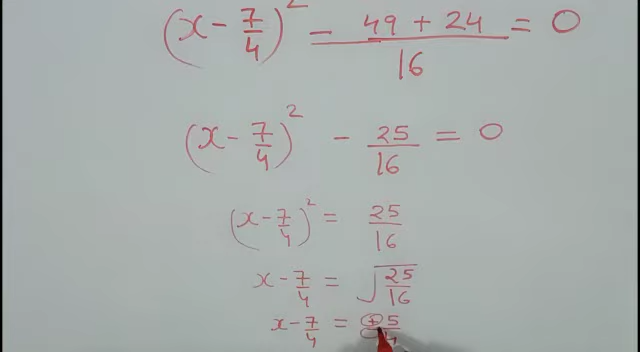 (x - 7/4)² - 49 + 24 / 16 = 0
(x - 7/4)² - 25/16 = 0
(x - 7/4)² = 25/16
x - 7/4 = √25/16
x - 7/4 = ± 5/4